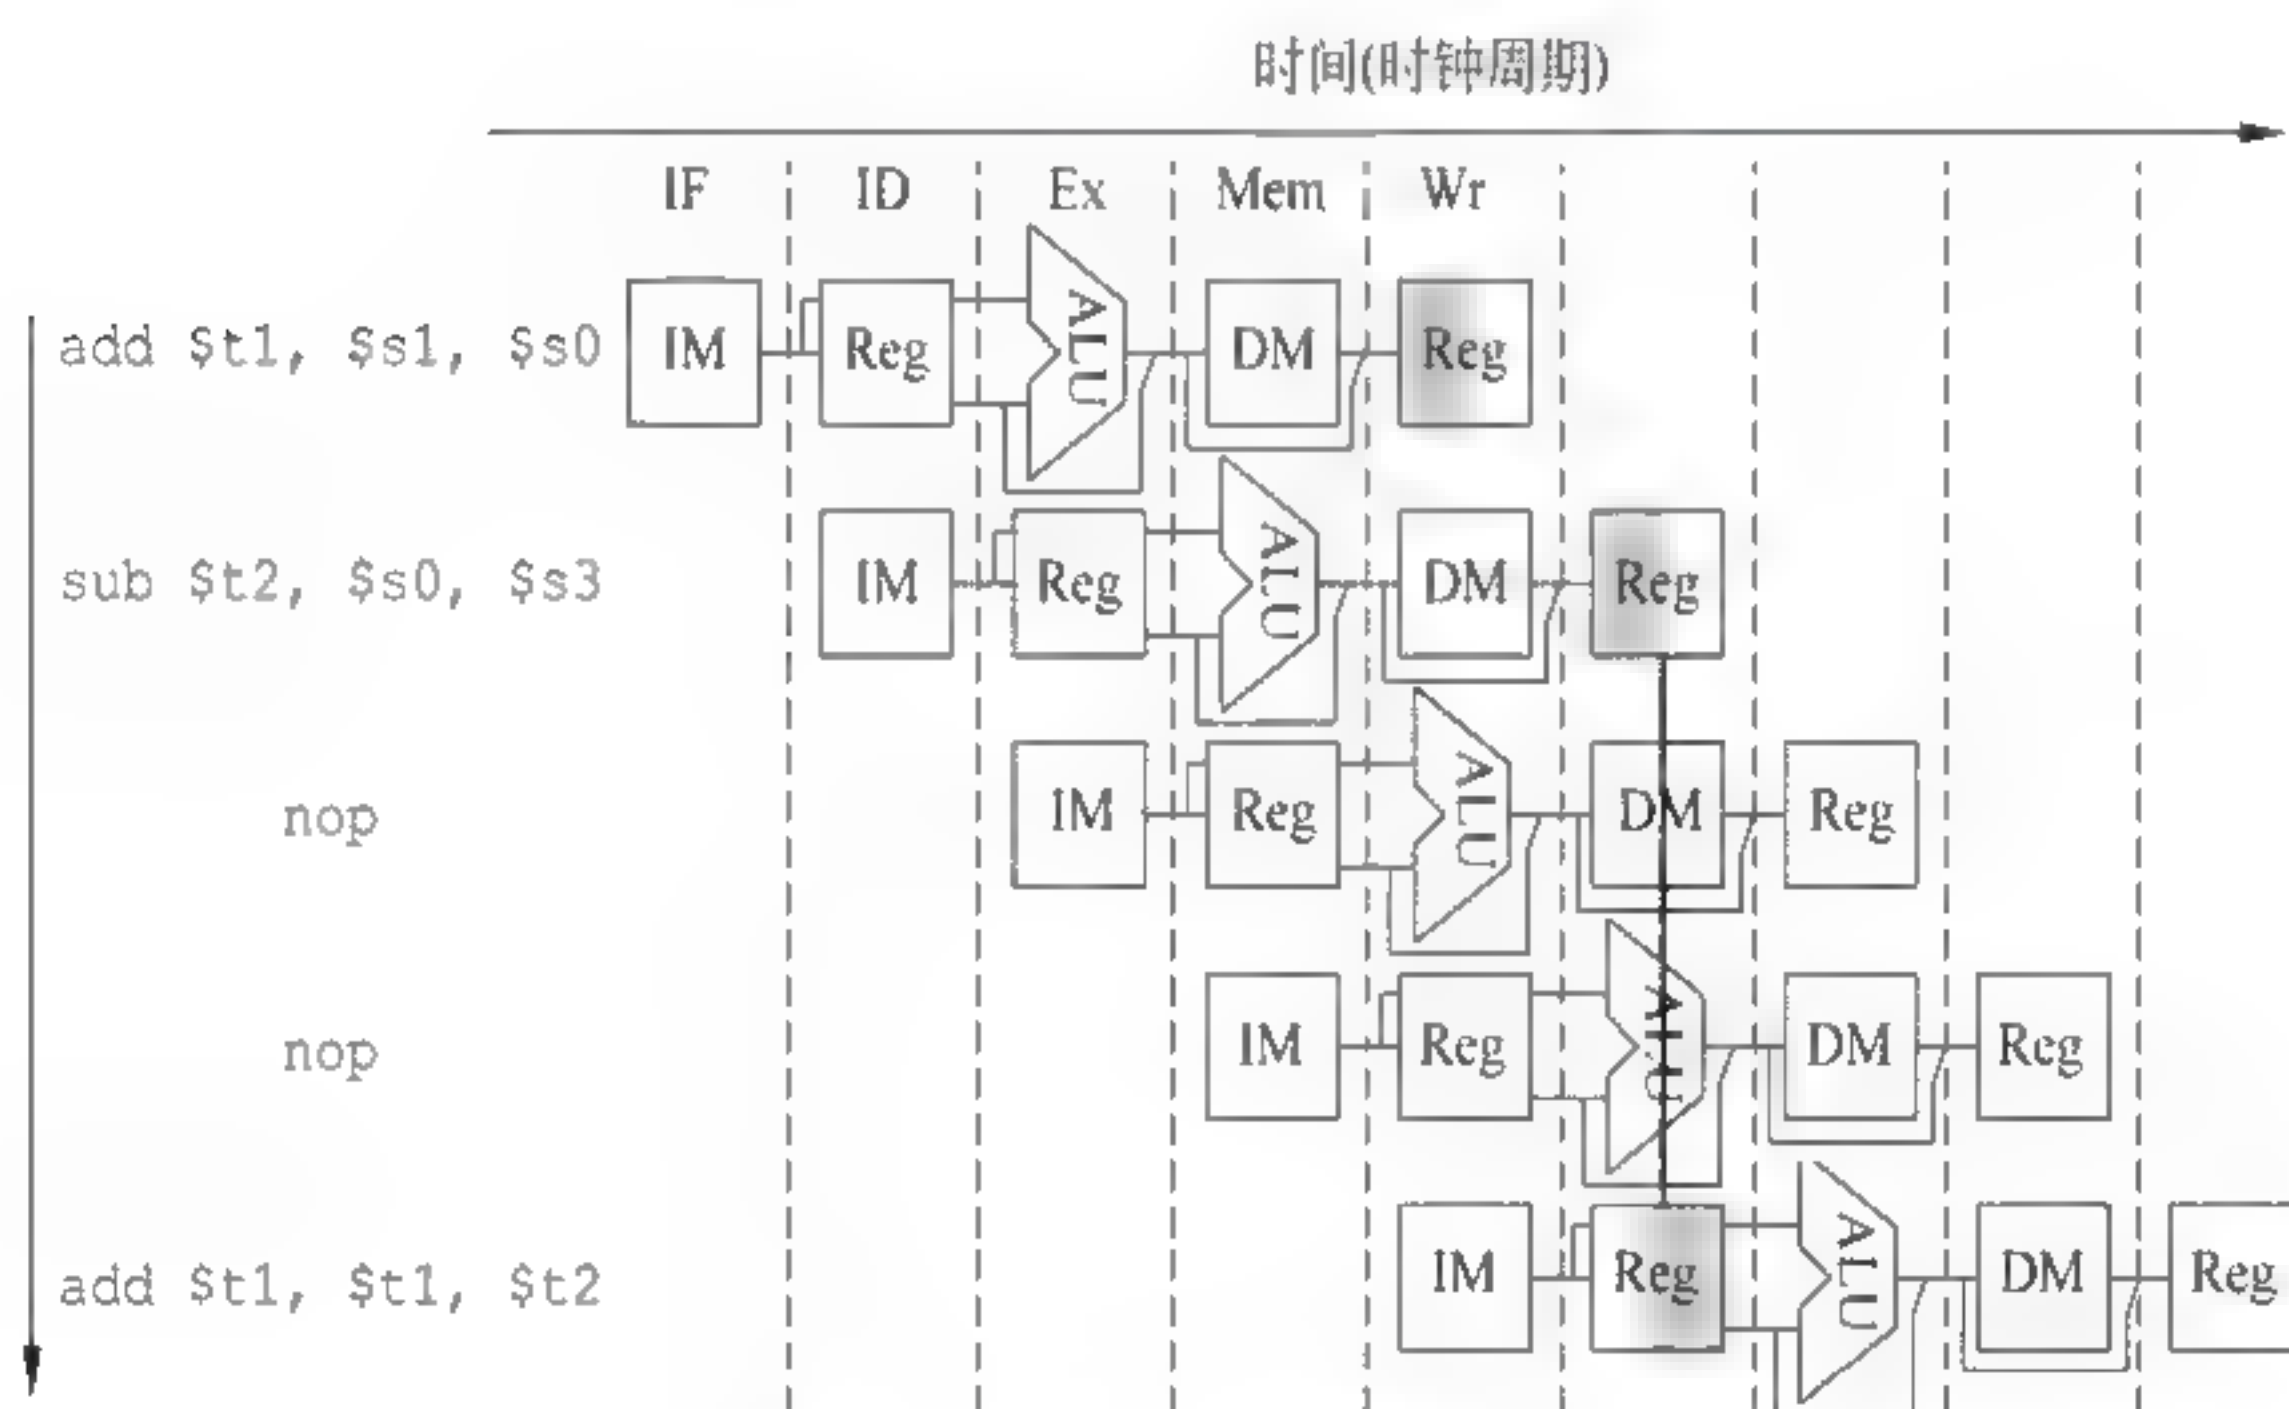 时间(时钟周期)
IF ID Ex Mem Wr
add $t1, $s1, $s0 IM Reg ALU DM Reg
sub $t2, $s0, $s3 IM Reg ALU DM Reg
nop IM Reg ALU DM Reg
nop IM Reg ALU DM Reg
add $t1, $t1, $t2 IM Reg ALU DM Reg